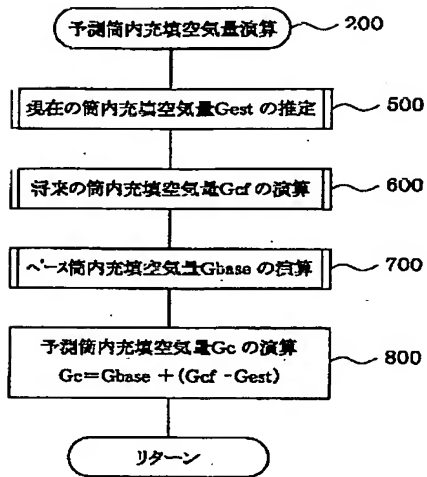 予測筒内充填空気量演算
200
現在の筒内充填空気量Gestの推定
500
将来の筒内充填空気量Gcfの演算
600
ベース筒内充填空気量Gbaseの演算
700
予測筒内充填空気量Gcの演算
Gc=Gbase +(Gcf -Gest)
800
リターン